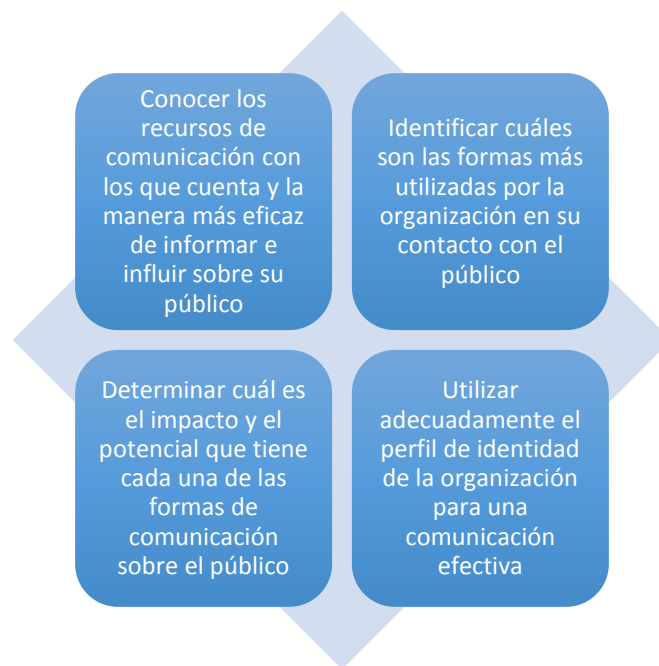 Conocer los
recursos de
comunicación con
los que cuenta y la
manera más eficaz
de informar e
influir sobre su
público
Identificar cuáles
son las formas más
utilizadas por la
organización en su
contacto con el
público
Determinar cuál es
el impacto y el
potencial que tiene
cada una de las
formas de
comunicación
sobre el público
Utilizar
adecuadamente el
perfil de identidad
de la organización
para una
comunicación
efectiva